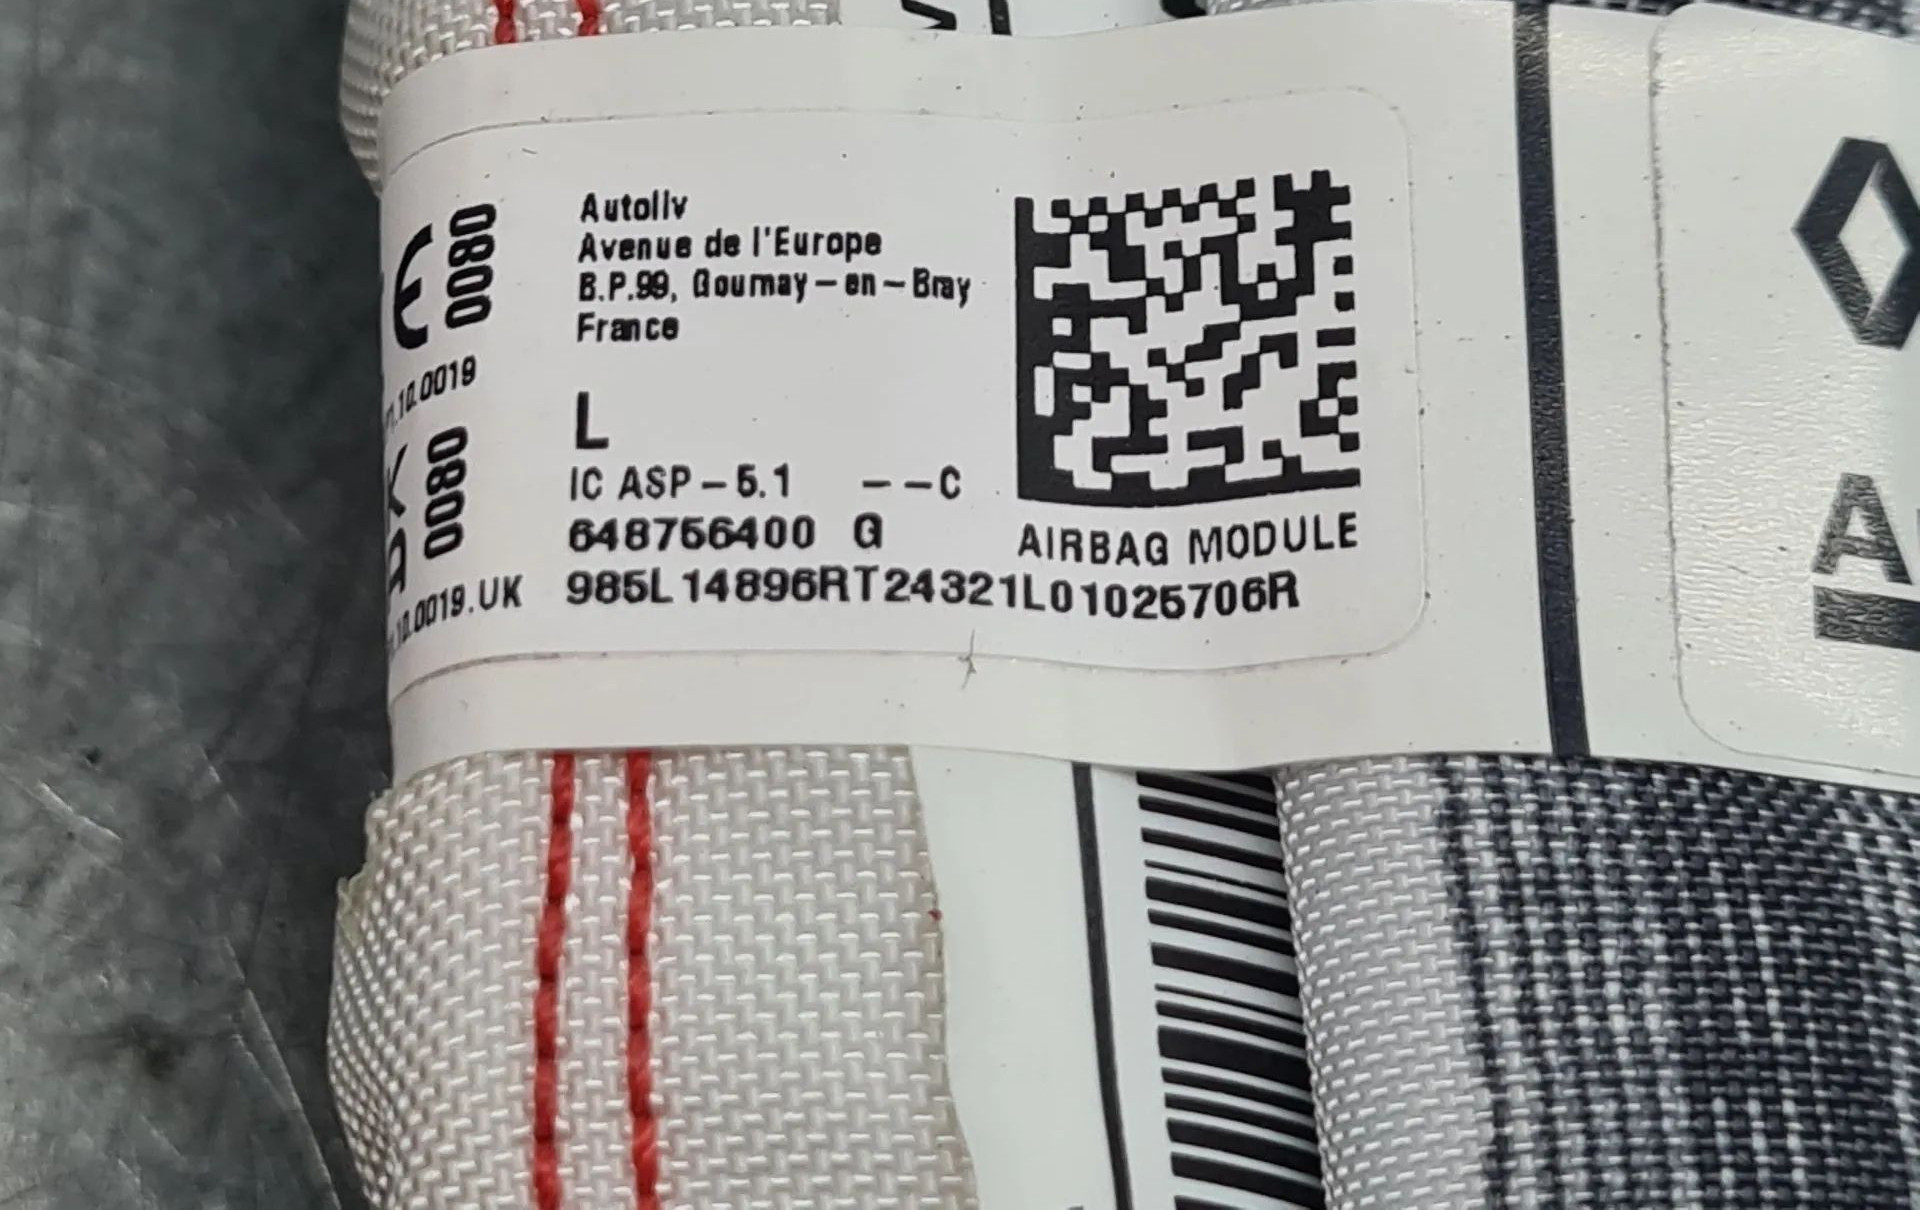 Autoliv
Avenue de l'Europe
B.P.99, Gournay-en-Bray
France
L
IC ASP-5.1 --C
648756400 G
985L14896RT24321L01025706R
AIRBAG MODULE
0080
.10.0019
0080
.10.0019.UK
A